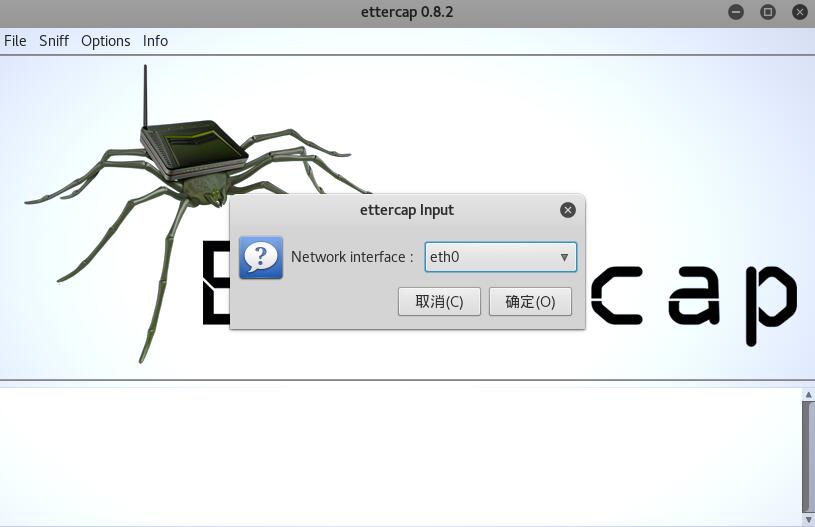 ettercap 0.8.2
File Sniff Options Info
ettercap Input
Network interface : eth0
取消(C) 确定(O)
E cap